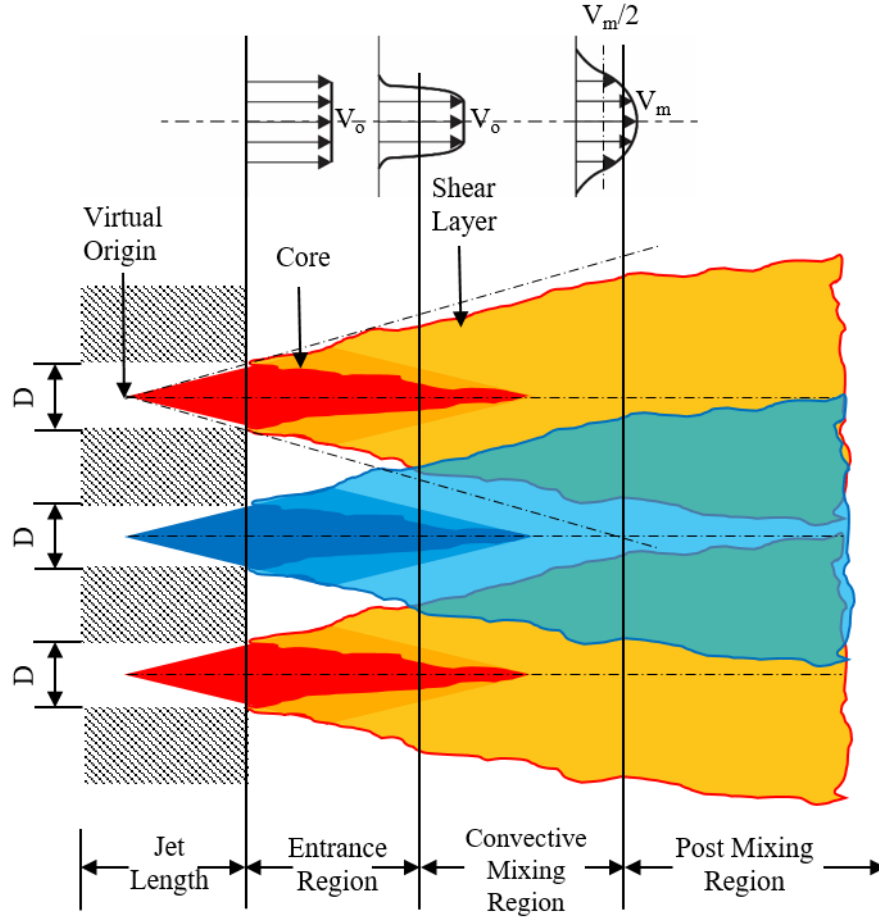 Vm/2
Vo
Vo
Vm
Shear
Layer
Virtual
Origin
Core
D
D
D
Jet
Length
Entrance
Region
Convective
Mixing
Region
Post Mixing
Region